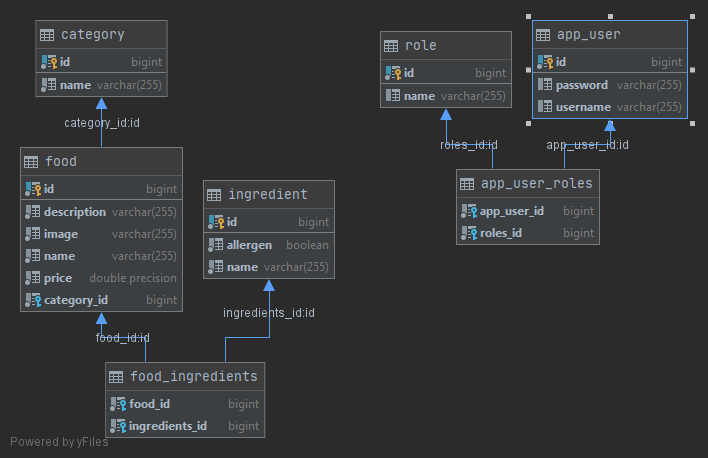 category
id bigint
name varchar(255)
category_id:id
food
id bigint
description varchar(255)
image varchar(255)
name varchar(255)
price double precision
category_id bigint
food_id:id
ingredient
id bigint
allergen boolean
name varchar(255)
ingredients_id:id
food_ingredients
food_id bigint
ingredients_id bigint
role
id bigint
name varchar(255)
roles_id:id
app_user
id bigint
password varchar(255)
username varchar(255)
app_user_id:id
app_user_roles
app_user_id bigint
roles_id bigint
Powered by yFiles